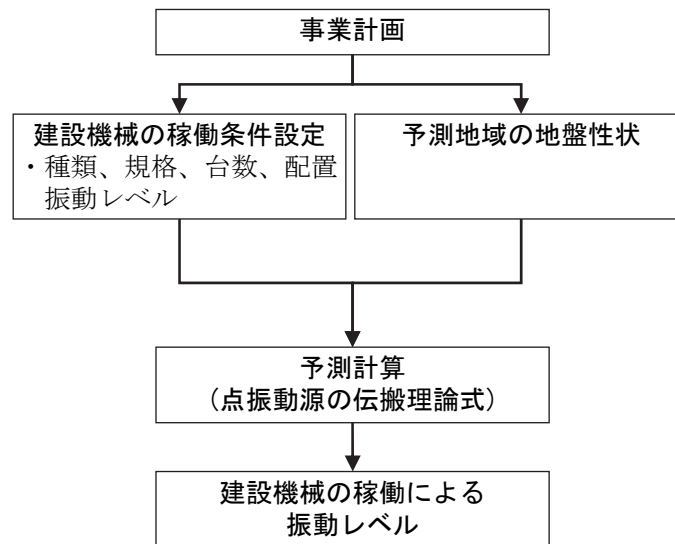 事業計画
建設機械の稼働条件設定
・種類、規格、台数、配置
振動レベル
予測地域の地盤性状
予測計算
（点振動源の伝搬理論式）
建設機械の稼働による
振動レベル